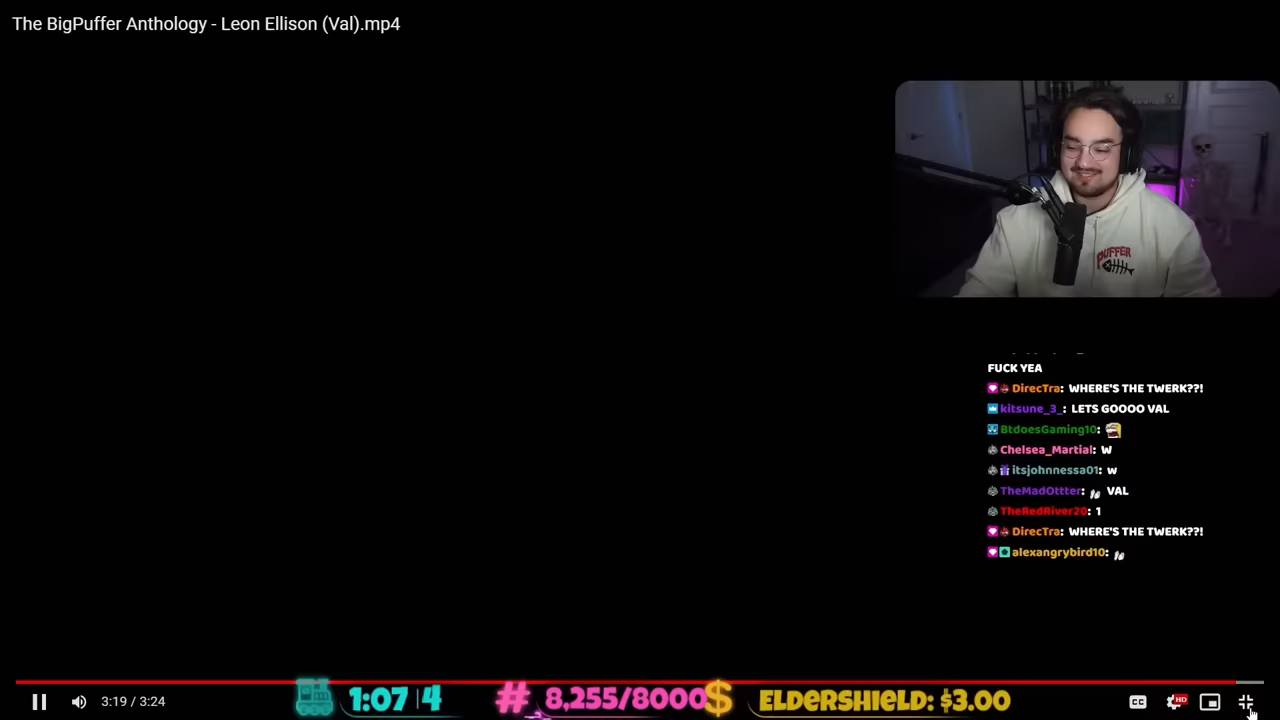 The BigPuffer Anthology - Leon Ellison (Val).mp4
PUFFER
FUCK YEA
DirecTra: WHERE'S THE TWERK??!
kitsune_3_: LETS GOOOO VAL
BtdoesGaming10:
Chelsea_Martial: W
itsjohnnessa01: w
TheMadOttter: VAL
TheRedRiver20: 1
DirecTra: WHERE'S THE TWERK??!
alexangrybird10:
3:19 / 3:24
1:07 | 4
# 8,255/8000
$ ELDERSHIELD: $3.00
CC
HD